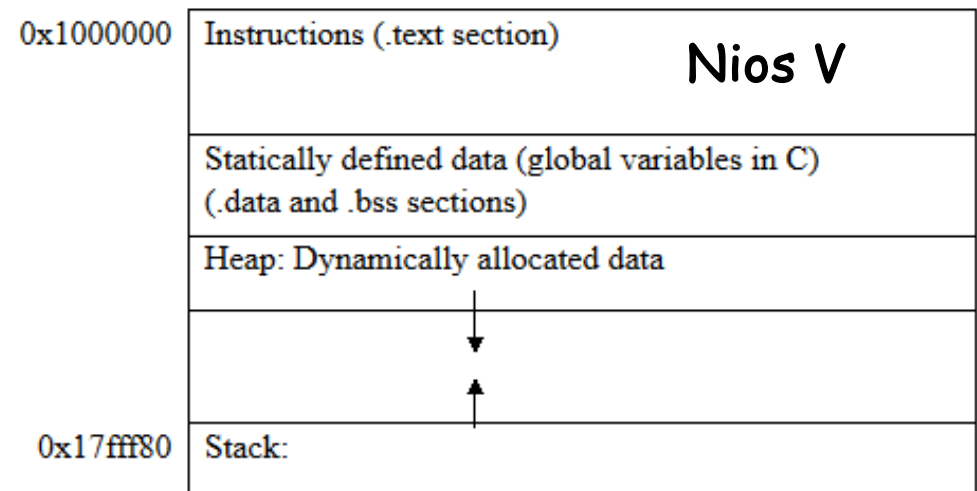 0x1000000
Instructions (.text section)
Nios V
Statically defined data (global variables in C)
(.data and .bss sections)
Heap: Dynamically allocated data
0x17fff80
Stack: